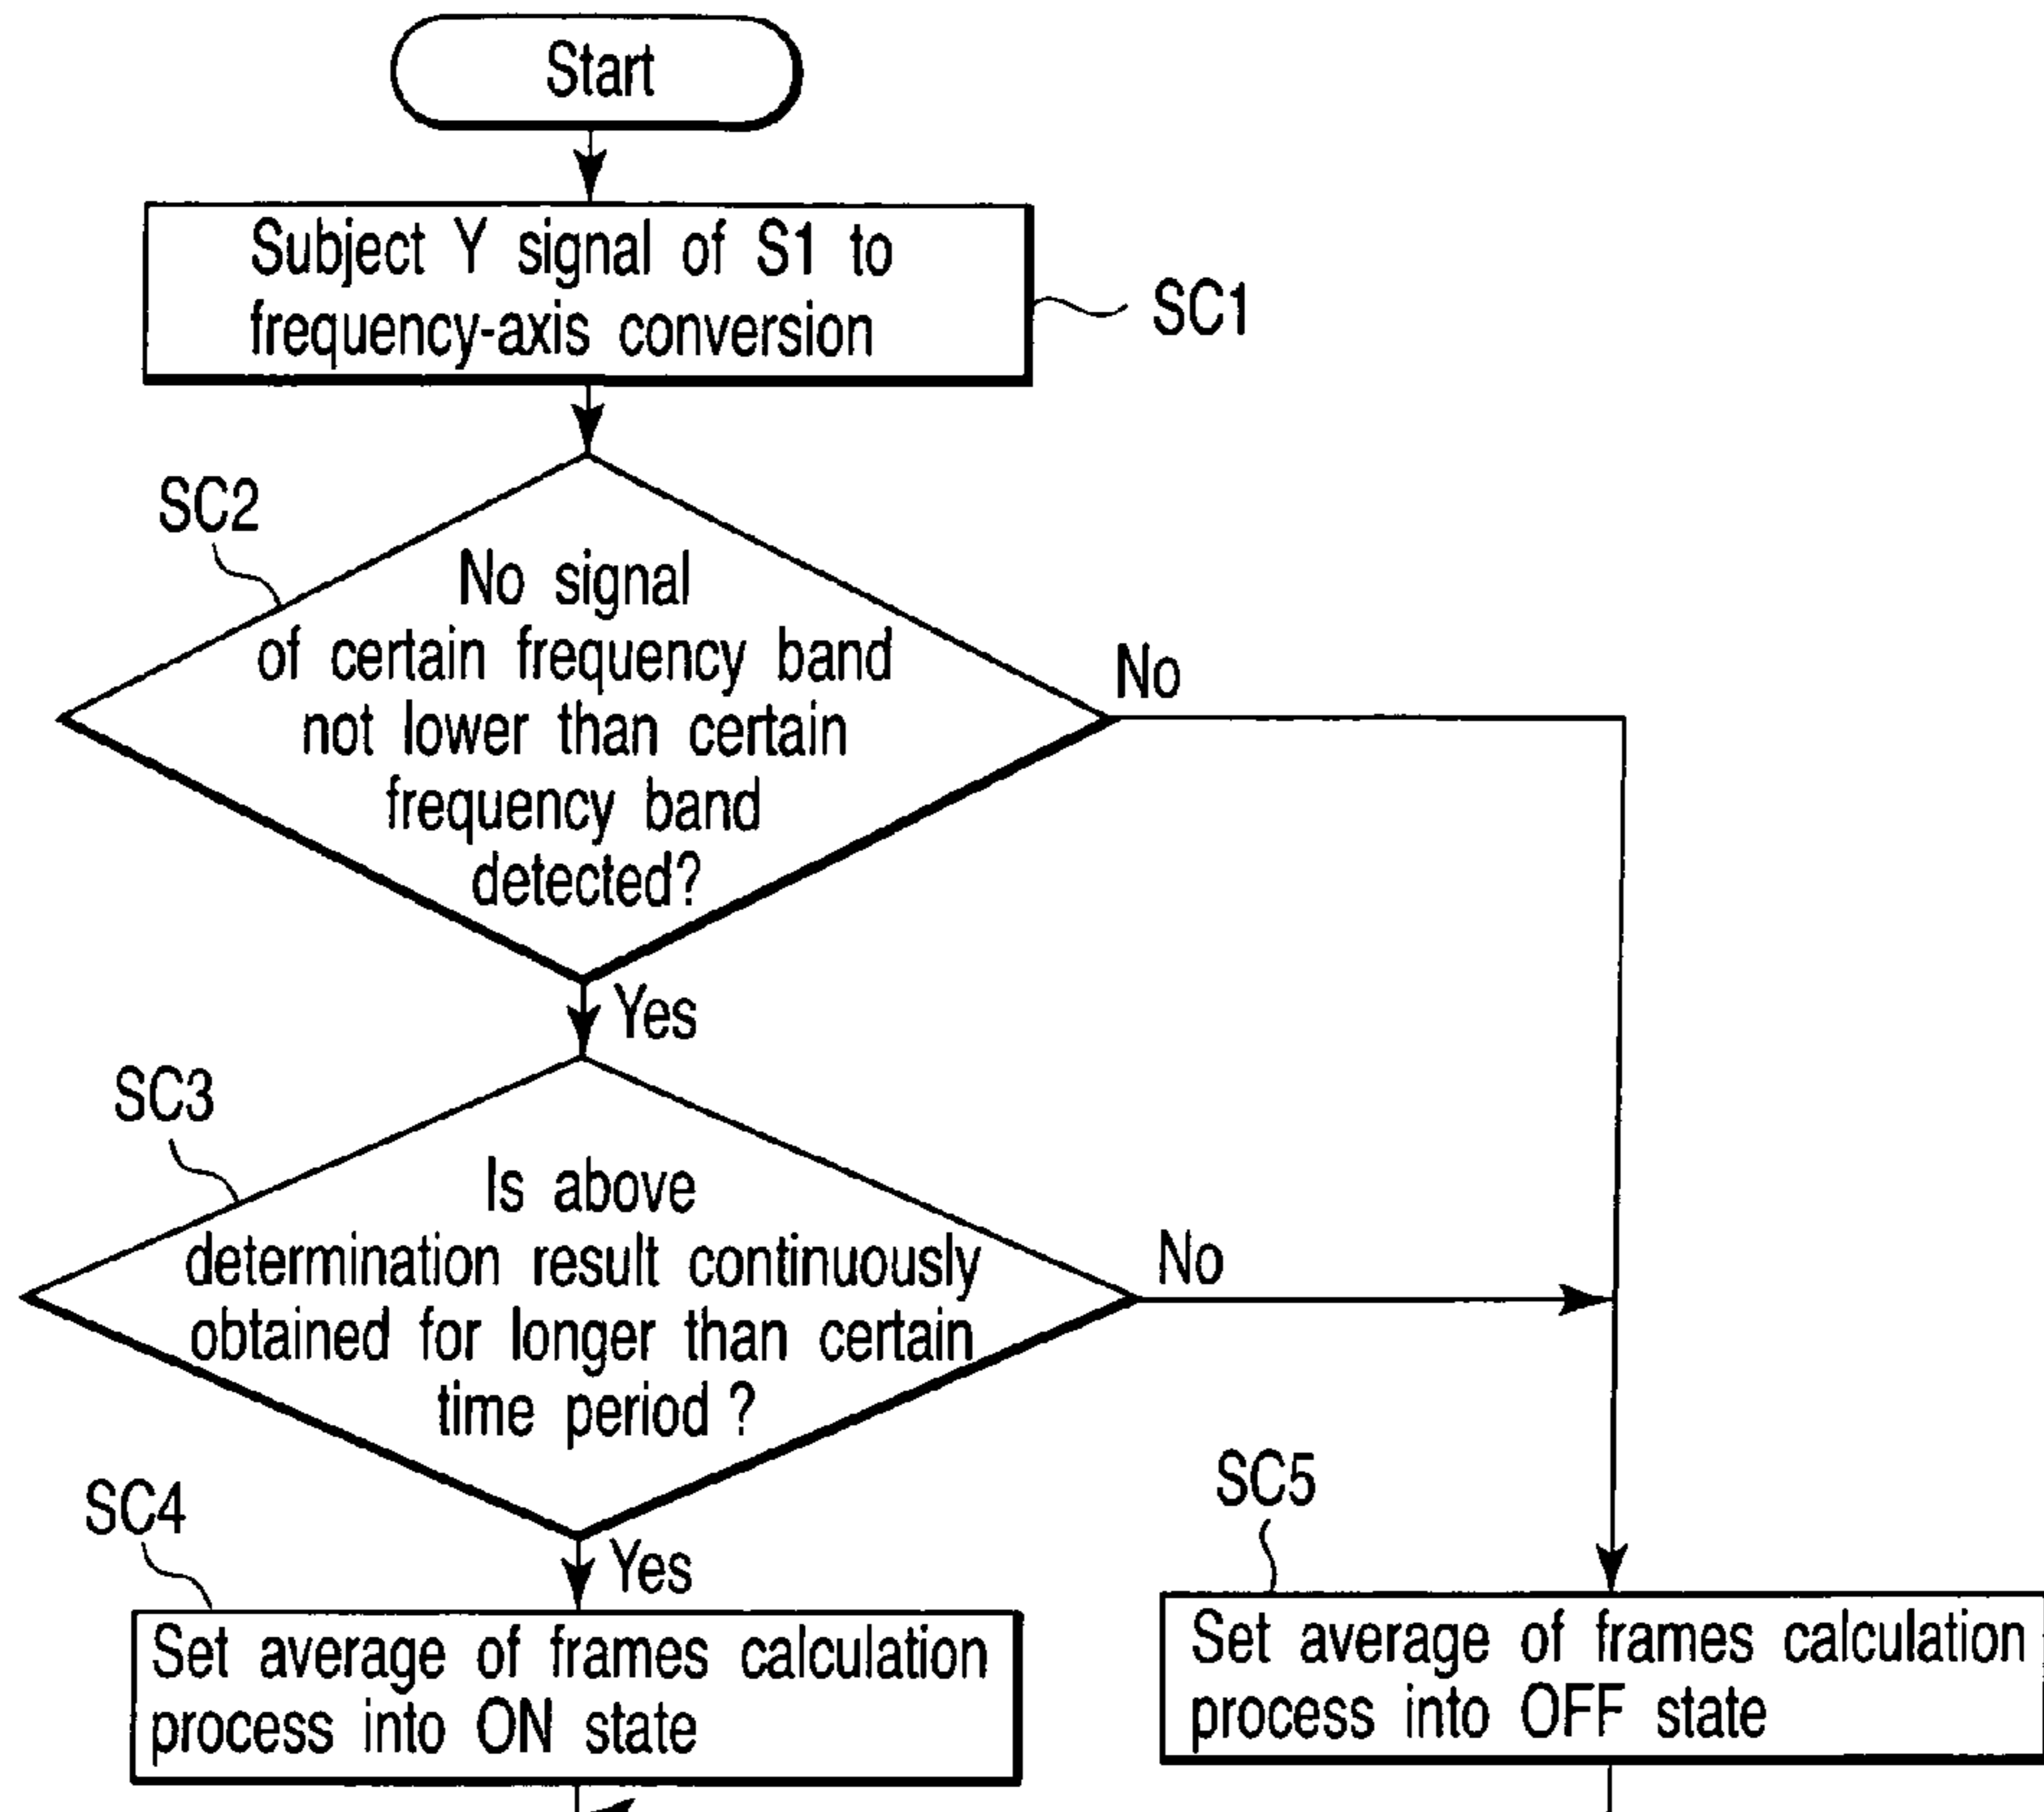 Start
Subject Y signal of S1 to
frequency-axis conversion
SC1
SC2
No signal
of certain frequency band
not lower than certain
frequency band
detected?
No
Yes
SC3
Is above
determination result continuously
obtained for longer than certain
time period ?
No
Yes
SC4
Set average of frames calculation
process into ON state
SC5
Set average of frames calculation
process into OFF state